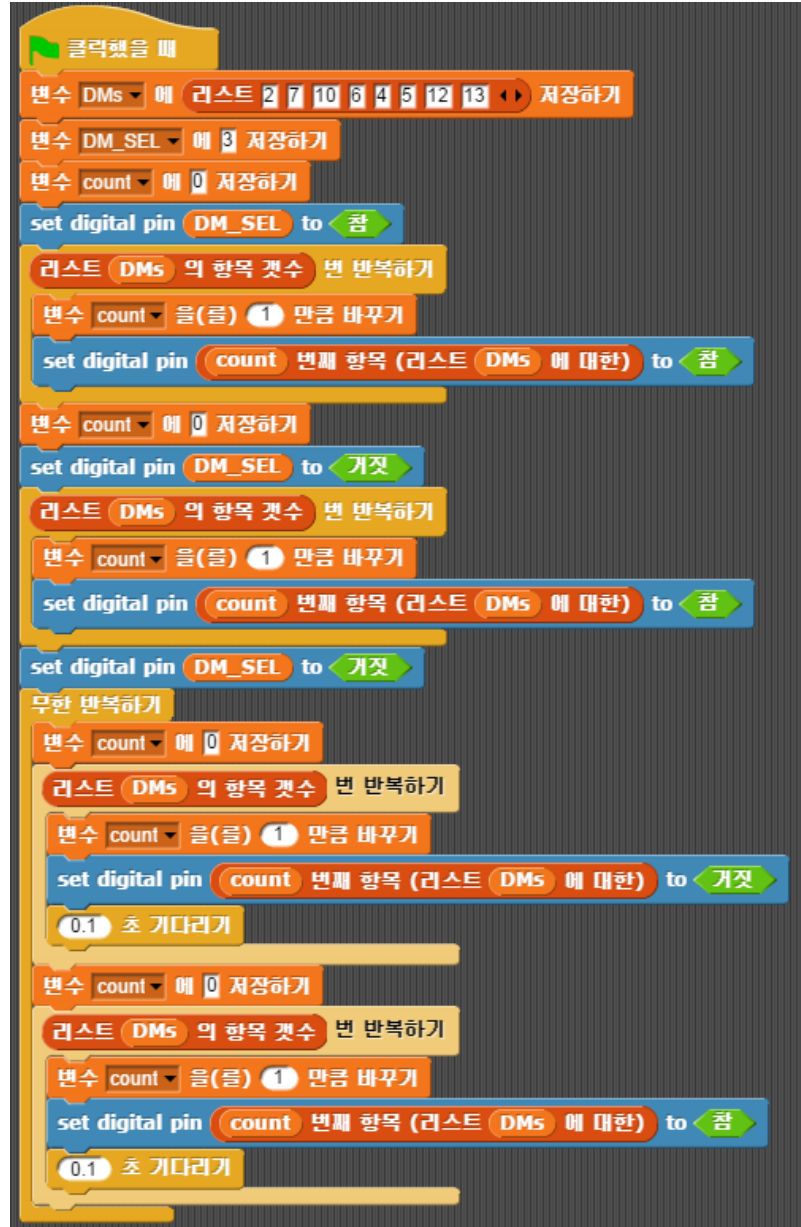 클릭했을 때
변수 DMs 에 리스트 2 7 10 6 4 5 12 13 저장하기
변수 DM_SEL 에 3 저장하기
변수 count 에 0 저장하기
set digital pin DM_SEL to 참
리스트 DMs 의 항목 갯수 번 반복하기
변수 count 을(를) 1 만큼 바꾸기
set digital pin count 번째 항목 (리스트 DMs 에 대한) to 참
변수 count 에 0 저장하기
set digital pin DM_SEL to 거짓
리스트 DMs 의 항목 갯수 번 반복하기
변수 count 을(를) 1 만큼 바꾸기
set digital pin count 번째 항목 (리스트 DMs 에 대한) to 참
set digital pin DM_SEL to 거짓
무한 반복하기
변수 count 에 0 저장하기
리스트 DMs 의 항목 갯수 번 반복하기
변수 count 을(를) 1 만큼 바꾸기
set digital pin count 번째 항목 (리스트 DMs 에 대한) to 거짓
0.1 초 기다리기
변수 count 에 0 저장하기
리스트 DMs 의 항목 갯수 번 반복하기
변수 count 을(를) 1 만큼 바꾸기
set digital pin count 번째 항목 (리스트 DMs 에 대한) to 참
0.1 초 기다리기